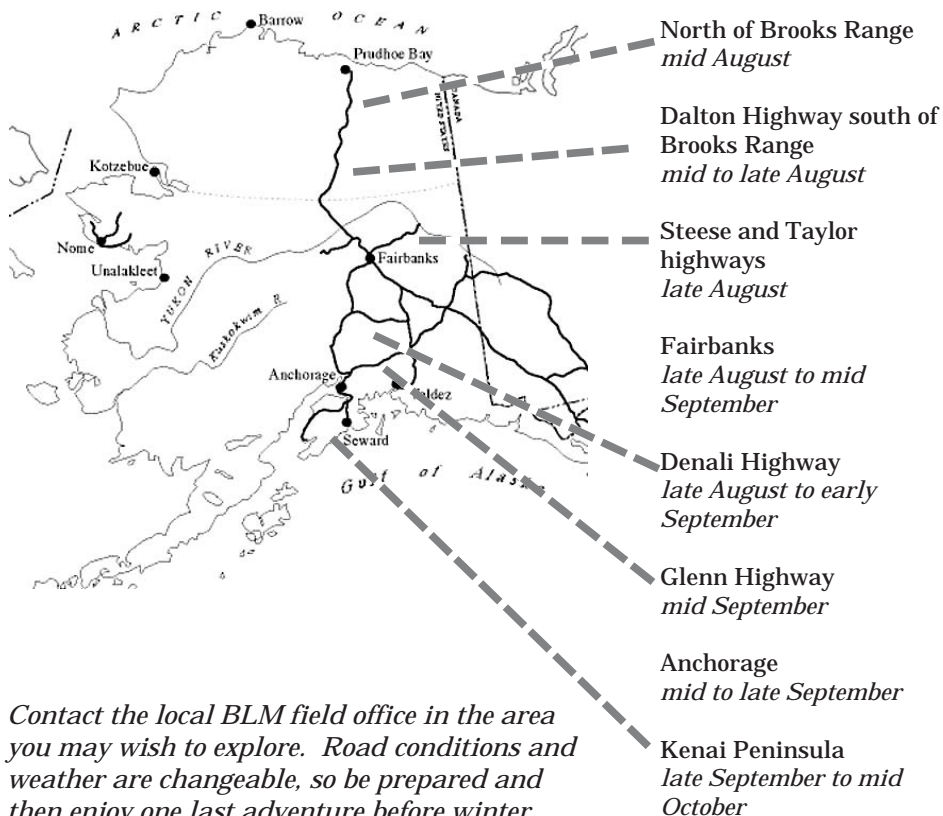 ARCTIC OCEAN
Barrow
Prudhoe Bay
CANADA
UNITED STATES
Kotzebue
Nome
Unalakleet
YUKON RIVER
Fairbanks
Kuskokwim R
Anchorage
Seward
Gulf of Alaska
North of Brooks Range
mid August
Dalton Highway south of
Brooks Range
mid to late August
Steese and Taylor
highways
late August
Fairbanks
late August to mid
September
Denali Highway
late August to early
September
Glenn Highway
mid September
Anchorage
mid to late September
Kenai Peninsula
late September to mid
October
Contact the local BLM field office in the area
you may wish to explore.  Road conditions and
weather are changeable, so be prepared and
then enjoy one last adventure before winter